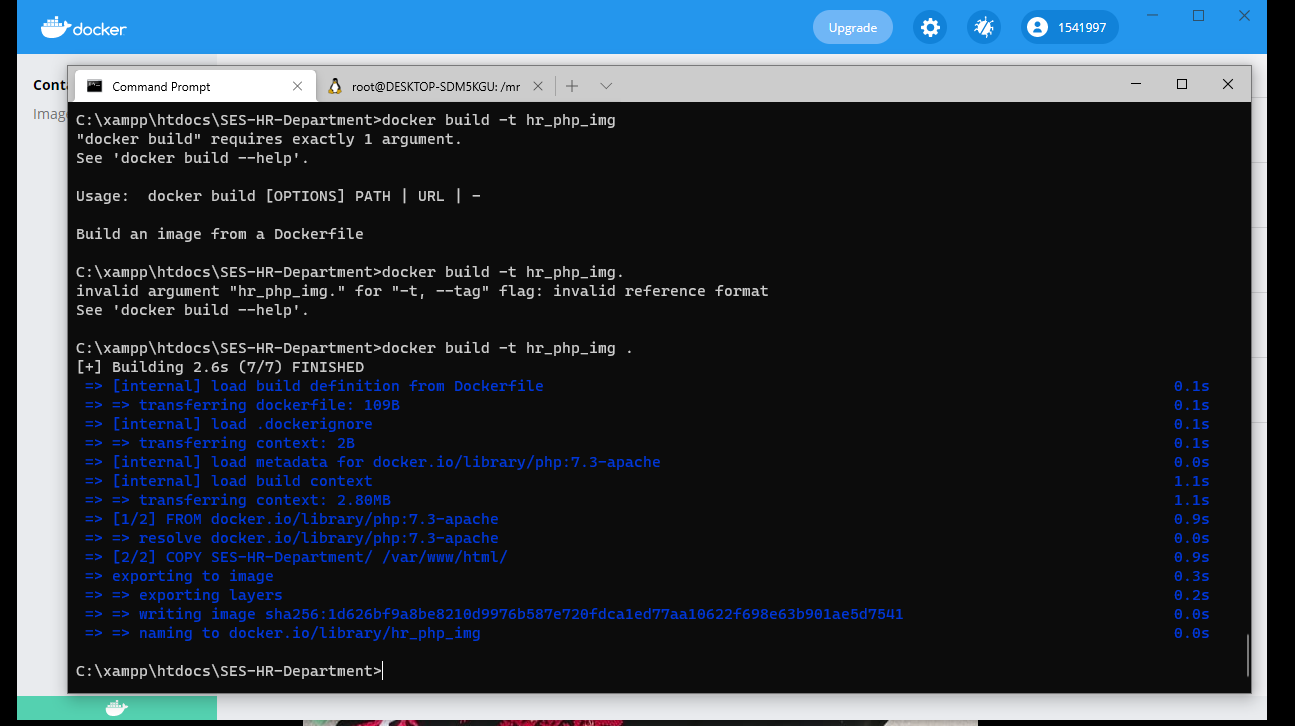 docker
Upgrade
1541997
Conta
Image
Command Prompt
root@DESKTOP-SDM5KGU: /mr
C:\xampp\htdocs\SES-HR-Department>docker build -t hr_php_img
"docker build" requires exactly 1 argument.
See 'docker build --help'.
Usage:  docker build [OPTIONS] PATH | URL | -
Build an image from a Dockerfile
C:\xampp\htdocs\SES-HR-Department>docker build -t hr_php_img.
invalid argument "hr_php_img." for "-t, --tag" flag: invalid reference format
See 'docker build --help'.
C:\xampp\htdocs\SES-HR-Department>docker build -t hr_php_img .
[+] Building 2.6s (7/7) FINISHED
=> [internal] load build definition from Dockerfile 0.1s
=> => transferring dockerfile: 109B 0.1s
=> [internal] load .dockerignore 0.1s
=> => transferring context: 2B 0.1s
=> [internal] load metadata for docker.io/library/php:7.3-apache 0.0s
=> [internal] load build context 1.1s
=> => transferring context: 2.80MB 1.1s
=> [1/2] FROM docker.io/library/php:7.3-apache 0.9s
=> => resolve docker.io/library/php:7.3-apache 0.0s
=> [2/2] COPY SES-HR-Department/ /var/www/html/ 0.9s
=> exporting to image 0.3s
=> => exporting layers 0.2s
=> => writing image sha256:1d626bf9a8be8210d9976b587e720fdca1ed77aa10622f698e63b901ae5d7541 0.0s
=> => naming to docker.io/library/hr_php_img 0.0s
C:\xampp\htdocs\SES-HR-Department>